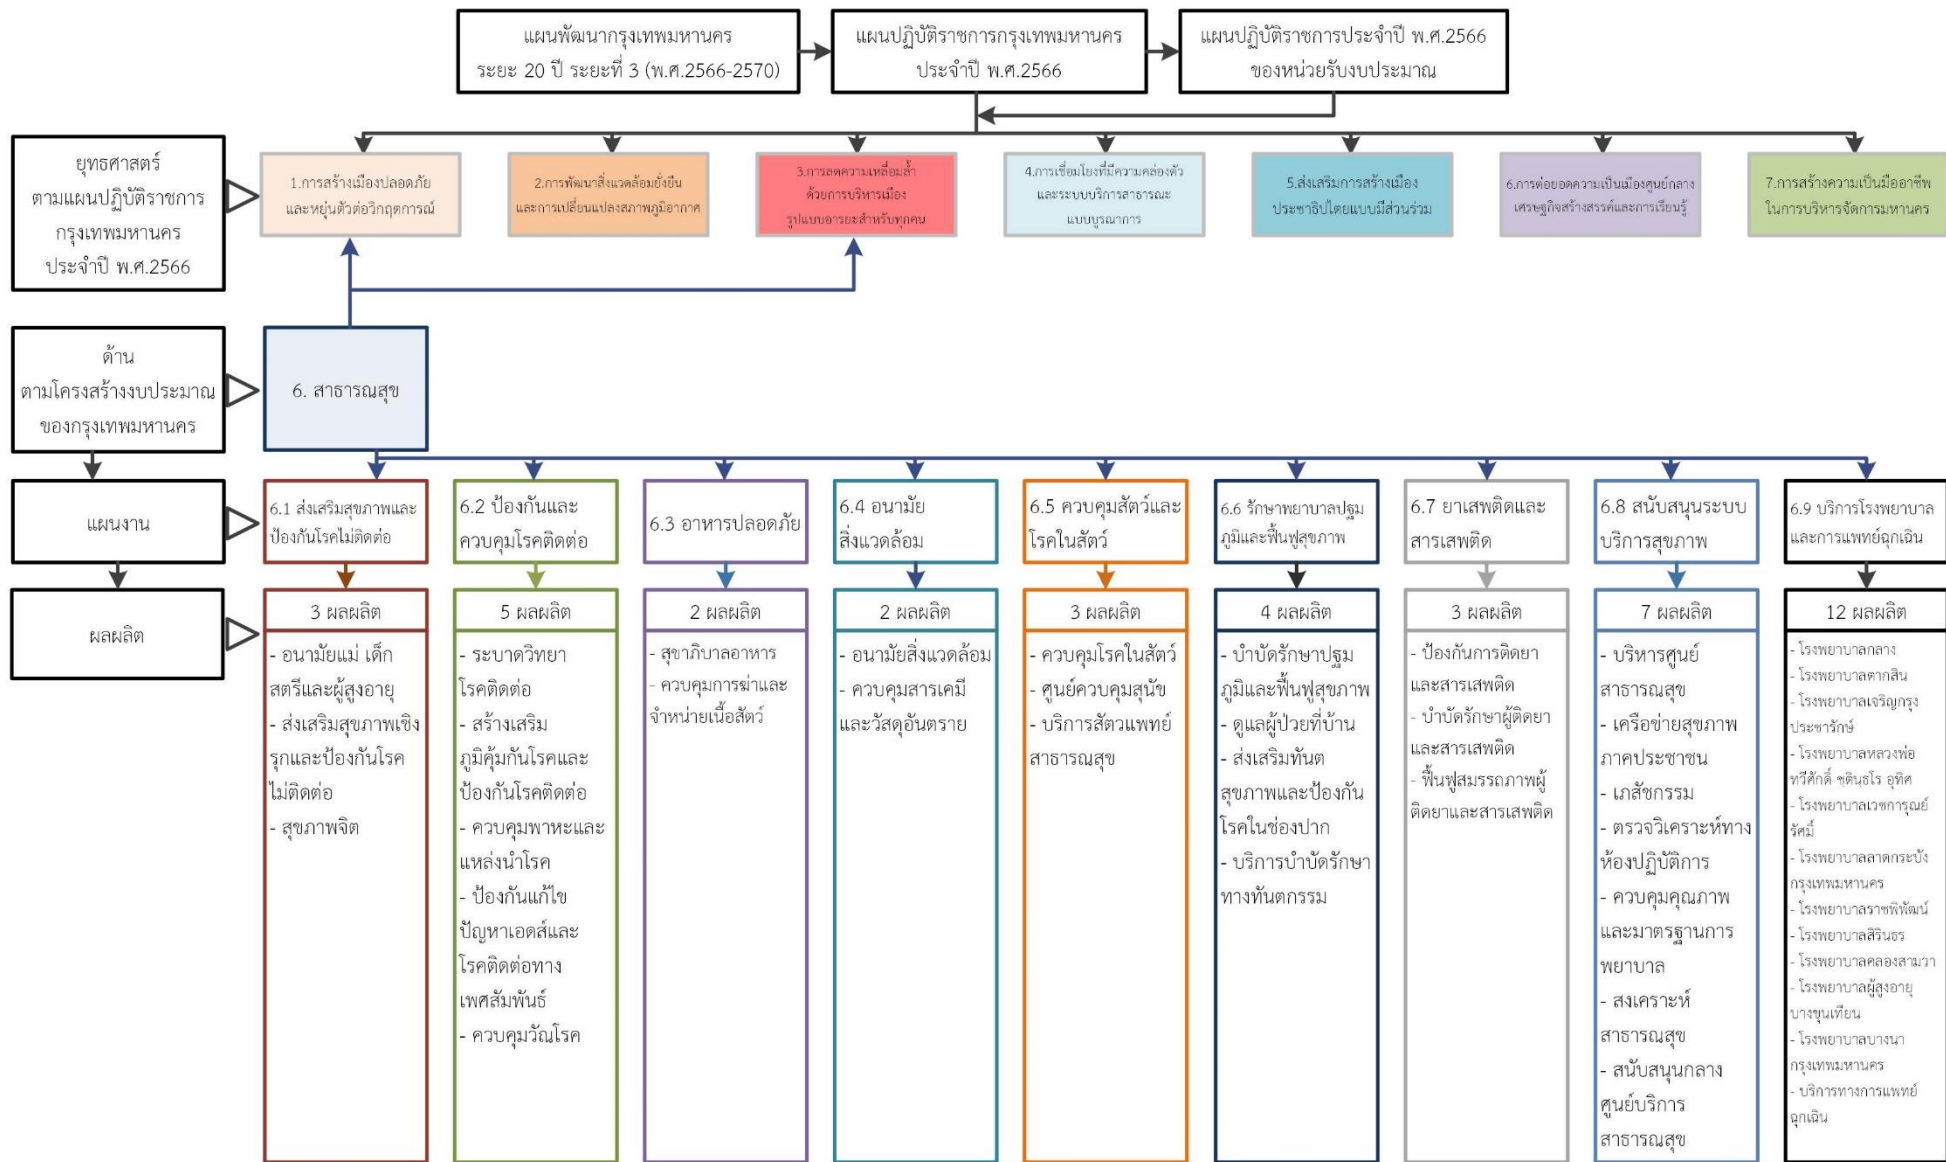 แผนพัฒนากรุงเทพมหานคร
ระยะ 20 ปี ระยะที่ 3 (พ.ศ.2566-2570)
แผนปฏิบัติราชการกรุงเทพมหานคร
ประจำปี พ.ศ.2566
แผนปฏิบัติราชการประจำปี พ.ศ.2566
ของหน่วยรับงบประมาณ
ยุทธศาสตร์
ตามแผนปฏิบัติราชการ
กรุงเทพมหานคร
ประจำปี พ.ศ.2566
1.การสร้างเมืองปลอดภัย
และหยุ่นตัวต่อวิกฤตการณ์
2.การพัฒนาสิ่งแวดล้อมยั่งยืน
และการเปลี่ยนแปลงสภาพภูมิอากาศ
3.การลดความเหลื่อมล้ำ
ด้วยการบริหารเมือง
รูปแบบอารยะสำหรับทุกคน
4.การเชื่อมโยงที่มีความคล่องตัว
และระบบบริการสาธารณะ
แบบบูรณาการ
5.ส่งเสริมการสร้างเมือง
ประชาธิปไตยแบบมีส่วนร่วม
6.การต่อยอดความเป็นเมืองศูนย์กลาง
เศรษฐกิจสร้างสรรค์และการเรียนรู้
7.การสร้างความเป็นมืออาชีพ
ในการบริหารจัดการมหานคร
ด้าน
ตามโครงสร้างงบประมาณ
ของกรุงเทพมหานคร
6. สาธารณสุข
แผนงาน
6.1 ส่งเสริมสุขภาพและ
ป้องกันโรคไม่ติดต่อ
6.2 ป้องกันและ
ควบคุมโรคติดต่อ
6.3 อาหารปลอดภัย
6.4 อนามัย
สิ่งแวดล้อม
6.5 ควบคุมสัตว์และ
โรคในสัตว์
6.6 รักษาพยาบาลปฐม
ภูมิและฟื้นฟูสุขภาพ
6.7 ยาเสพติดและ
สารเสพติด
6.8 สนับสนุนระบบ
บริการสุขภาพ
6.9 บริการโรงพยาบาล
และการแพทย์ฉุกเฉิน
ผลผลิต
3 ผลผลิต
- อนามัยแม่ เด็ก
สตรีและผู้สูงอายุ
- ส่งเสริมสุขภาพเชิง
รุกและป้องกันโรค
ไม่ติดต่อ
- สุขภาพจิต
5 ผลผลิต
- ระบาดวิทยา
โรคติดต่อ
- สร้างเสริม
ภูมิคุ้มกันโรคและ
ป้องกันโรคติดต่อ
- ควบคุมพาหะและ
แหล่งนำโรค
- ป้องกันแก้ไข
ปัญหาเอดส์และ
โรคติดต่อทาง
เพศสัมพันธ์
- ควบคุมวัณโรค
2 ผลผลิต
- สุขาภิบาลอาหาร
- ควบคุมการฆ่าและ
จำหน่ายเนื้อสัตว์
2 ผลผลิต
- อนามัยสิ่งแวดล้อม
- ควบคุมสารเคมี
และวัสดุอันตราย
3 ผลผลิต
- ควบคุมโรคในสัตว์
- ศูนย์ควบคุมสุนัข
- บริการสัตวแพทย์
สาธารณสุข
4 ผลผลิต
- บำบัดรักษาปฐม
ภูมิและฟื้นฟูสุขภาพ
- ดูแลผู้ป่วยที่บ้าน
- ส่งเสริมทันต
สุขภาพและป้องกัน
โรคในช่องปาก
- บริการบำบัดรักษา
ทางทันตกรรม
3 ผลผลิต
- ป้องกันการติดยา
และสารเสพติด
- บำบัดรักษาผู้ติดยา
และสารเสพติด
- ฟื้นฟูสมรรถภาพผู้
ติดยาและสารเสพติด
7 ผลผลิต
- บริหารศูนย์
สาธารณสุข
- เครือข่ายสุขภาพ
ภาคประชาชน
- เภสัชกรรม
- ตรวจวิเคราะห์ทาง
ห้องปฏิบัติการ
- ควบคุมคุณภาพ
และมาตรฐานการ
พยาบาล
- สงเคราะห์
สาธารณสุข
- สนับสนุนกลาง
ศูนย์บริการ
สาธารณสุข
12 ผลผลิต
- โรงพยาบาลกลาง
- โรงพยาบาลตากสิน
- โรงพยาบาลเจริญกรุง
ประชารักษ์
- โรงพยาบาลหลวงพ่อ
ทวีศักดิ์ ชุตินฺธโร อุทิศ
- โรงพยาบาลเวชการุณย์
รัศมิ์
- โรงพยาบาลลาดกระบัง
กรุงเทพมหานคร
- โรงพยาบาลราชพิพัฒน์
- โรงพยาบาลสิรินธร
- โรงพยาบาลคลองสามวา
- โรงพยาบาลผู้สูงอายุ
บางขุนเทียน
- โรงพยาบาลบางนา
กรุงเทพมหานคร
- บริการทางการแพทย์
ฉุกเฉิน